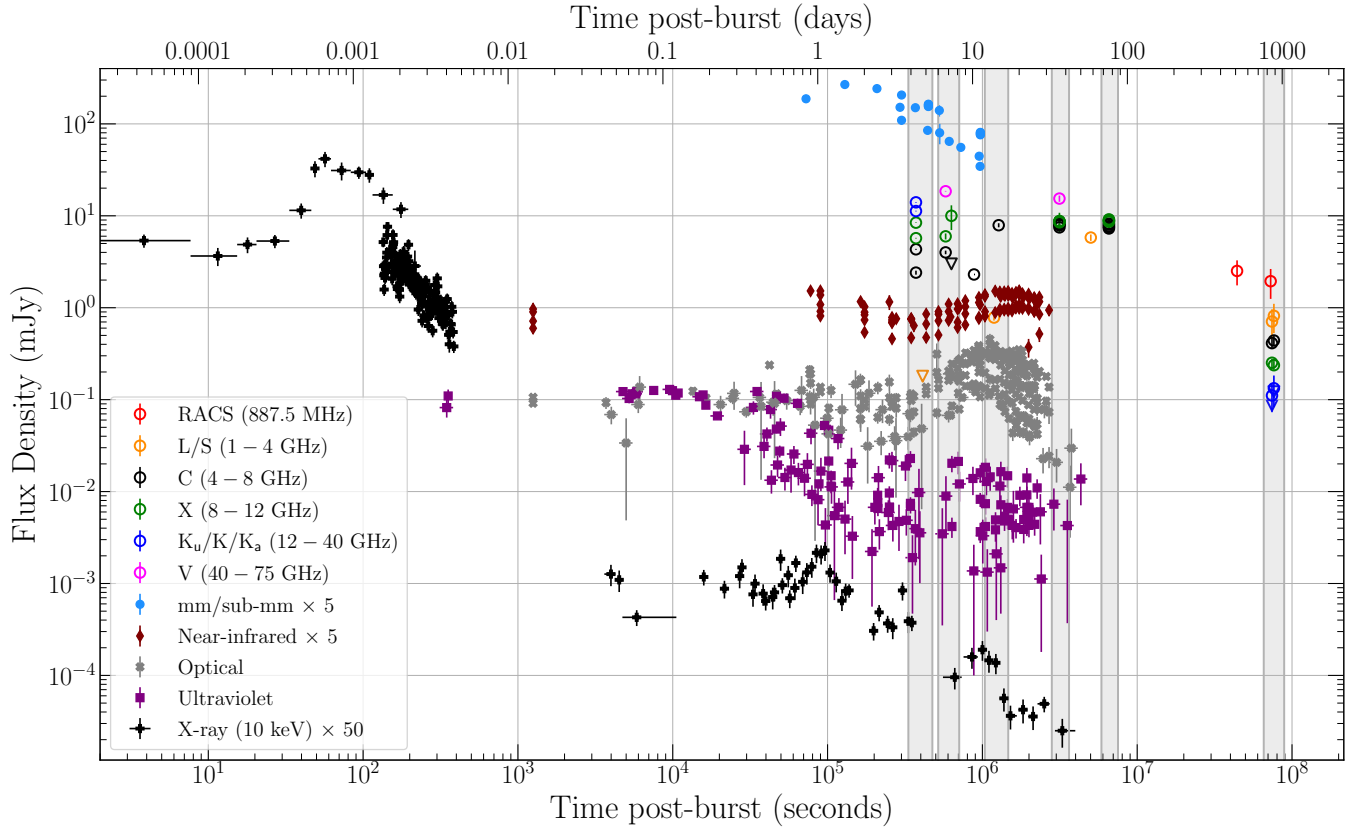 Time post-burst (days)
0.0001 0.001 0.01 0.1 1 10 100 1000
Flux Density (mJy)
10²
10¹
10⁰
10⁻¹
10⁻²
10⁻³
10⁻⁴
RACS (887.5 MHz)
L/S (1 − 4 GHz)
C (4 − 8 GHz)
X (8 − 12 GHz)
Kᵤ/K/Kₐ (12 − 40 GHz)
V (40 − 75 GHz)
mm/sub-mm × 5
Near-infrared × 5
Optical
Ultraviolet
X-ray (10 keV) × 50
10¹ 10² 10³ 10⁴ 10⁵ 10⁶ 10⁷ 10⁸
Time post-burst (seconds)